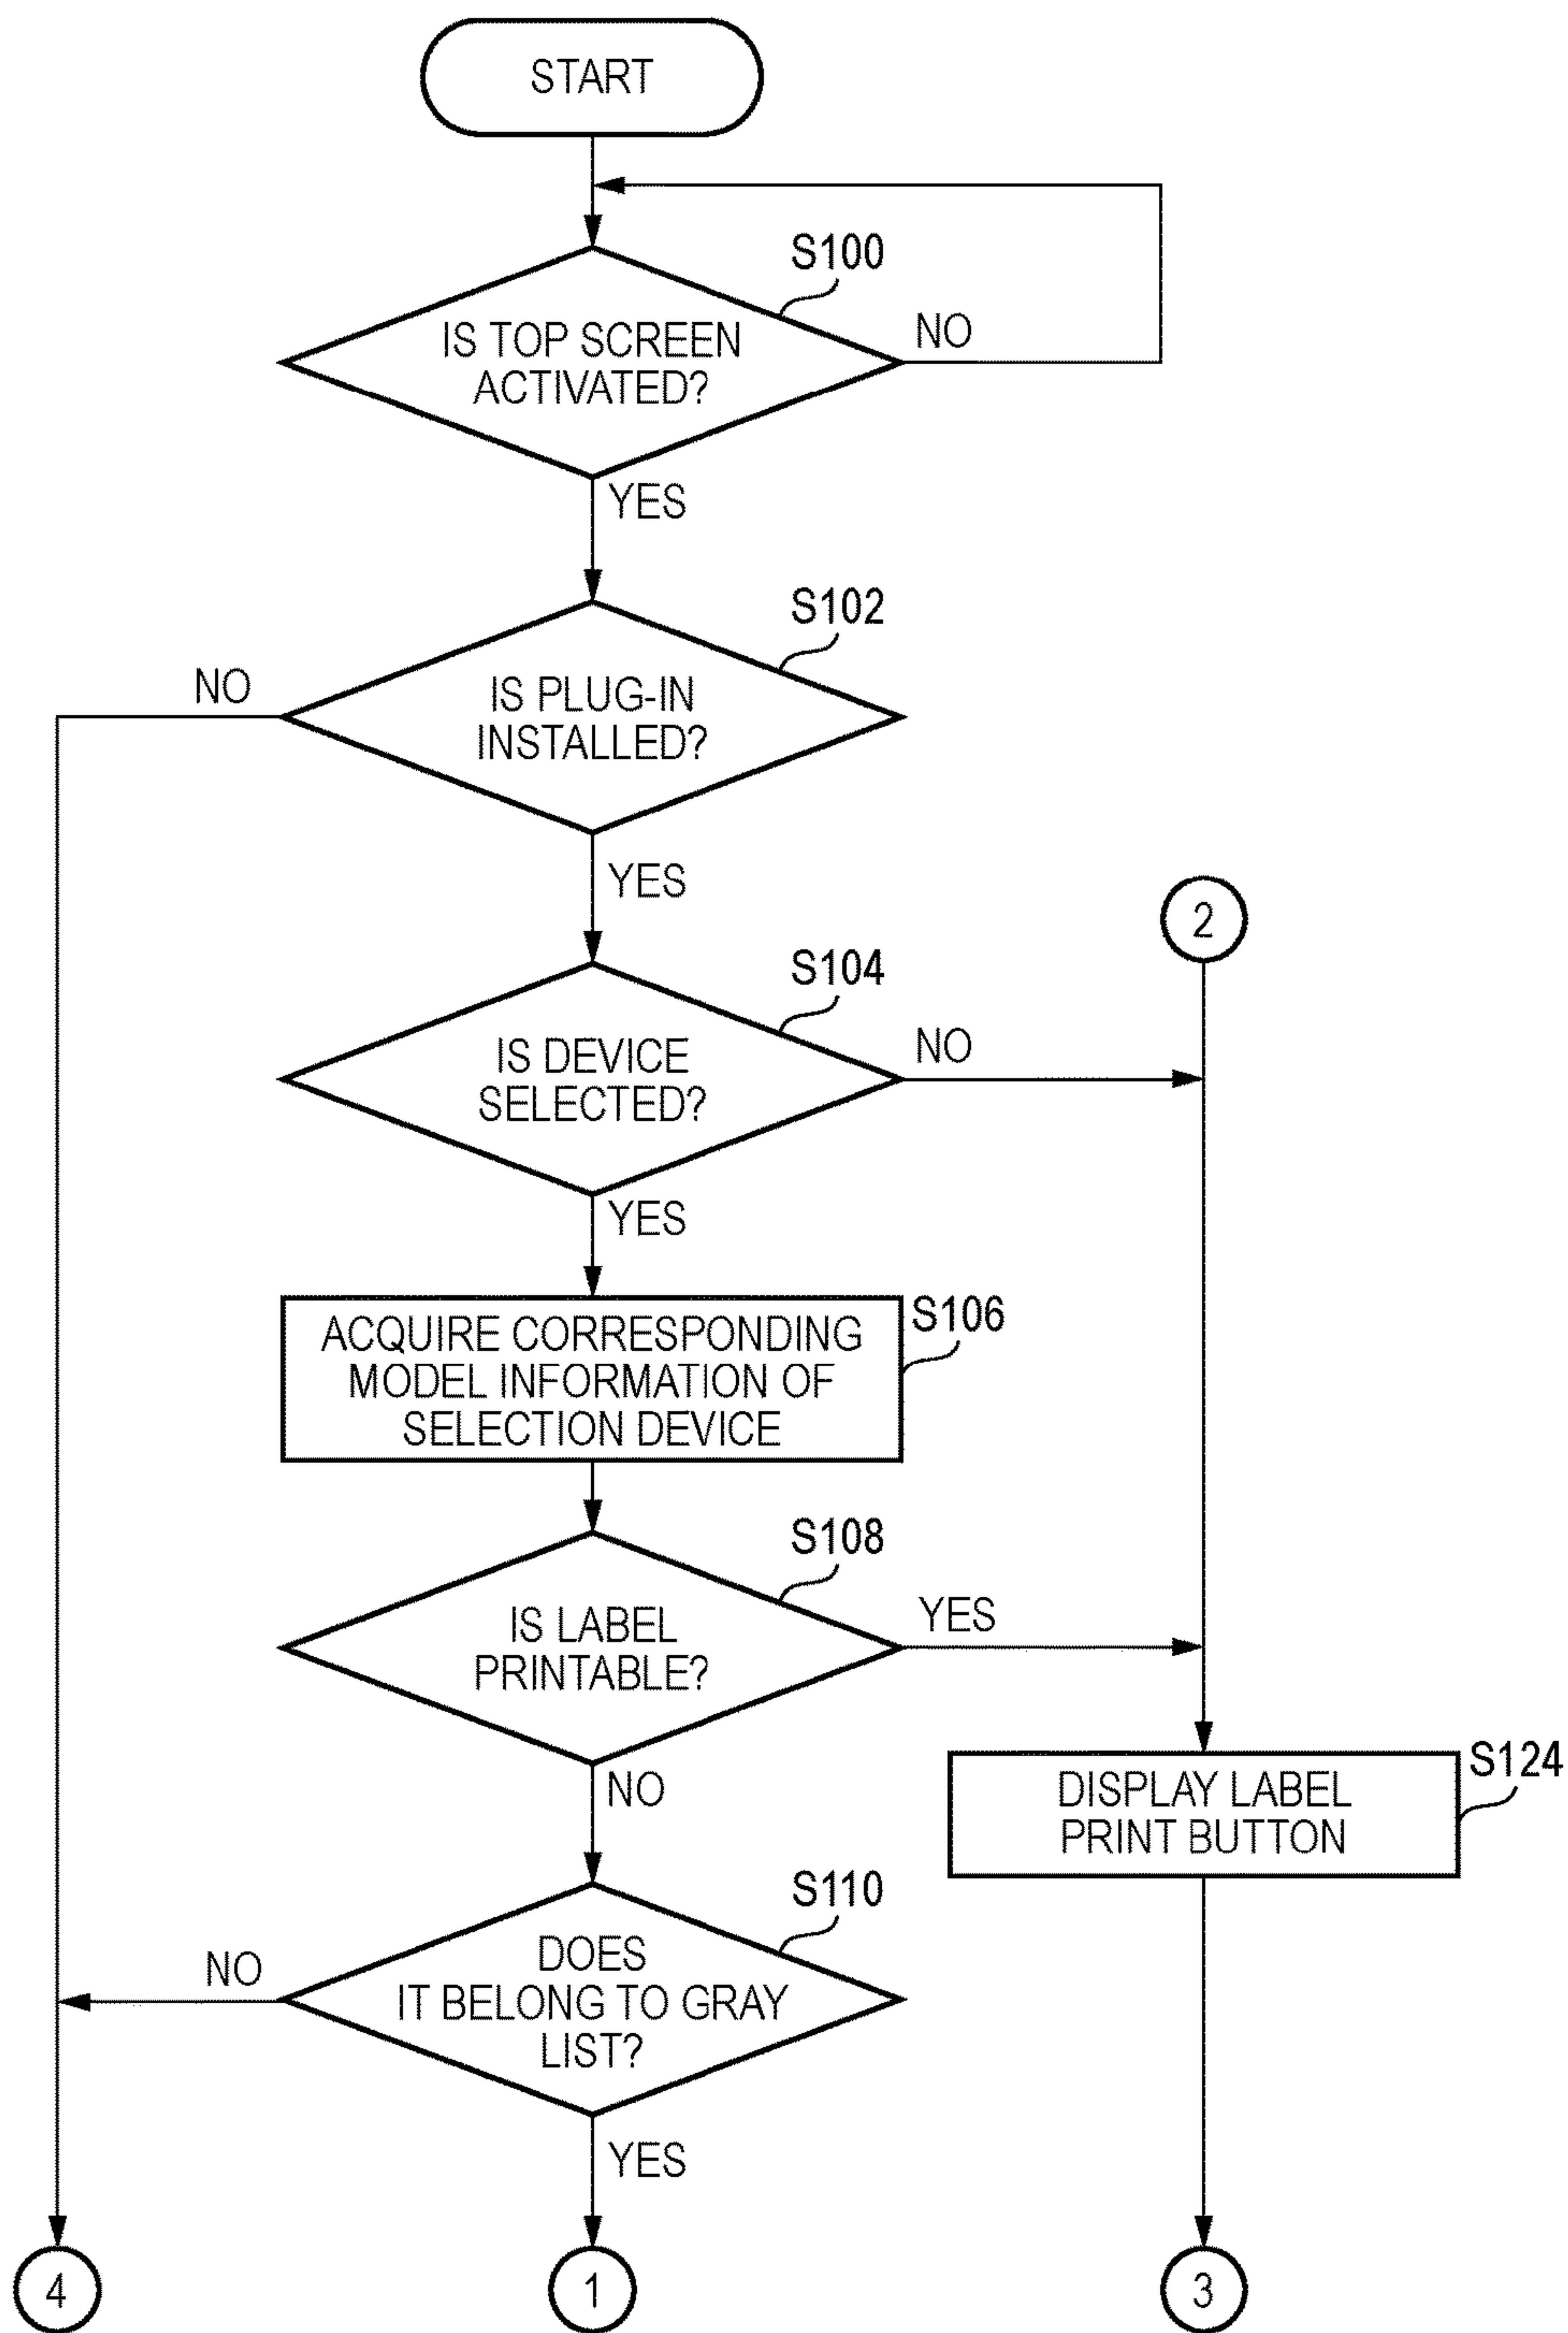 START
S100
IS TOP SCREEN
ACTIVATED?
NO
YES
S102
NO
IS PLUG-IN
INSTALLED?
YES
2
S104
IS DEVICE
SELECTED?
NO
YES
ACQUIRE CORRESPONDING
MODEL INFORMATION OF
SELECTION DEVICE
S106
S108
IS LABEL
PRINTABLE?
YES
NO
DISPLAY LABEL
PRINT BUTTON
S124
S110
NO
DOES
IT BELONG TO GRAY
LIST?
YES
4
1
3